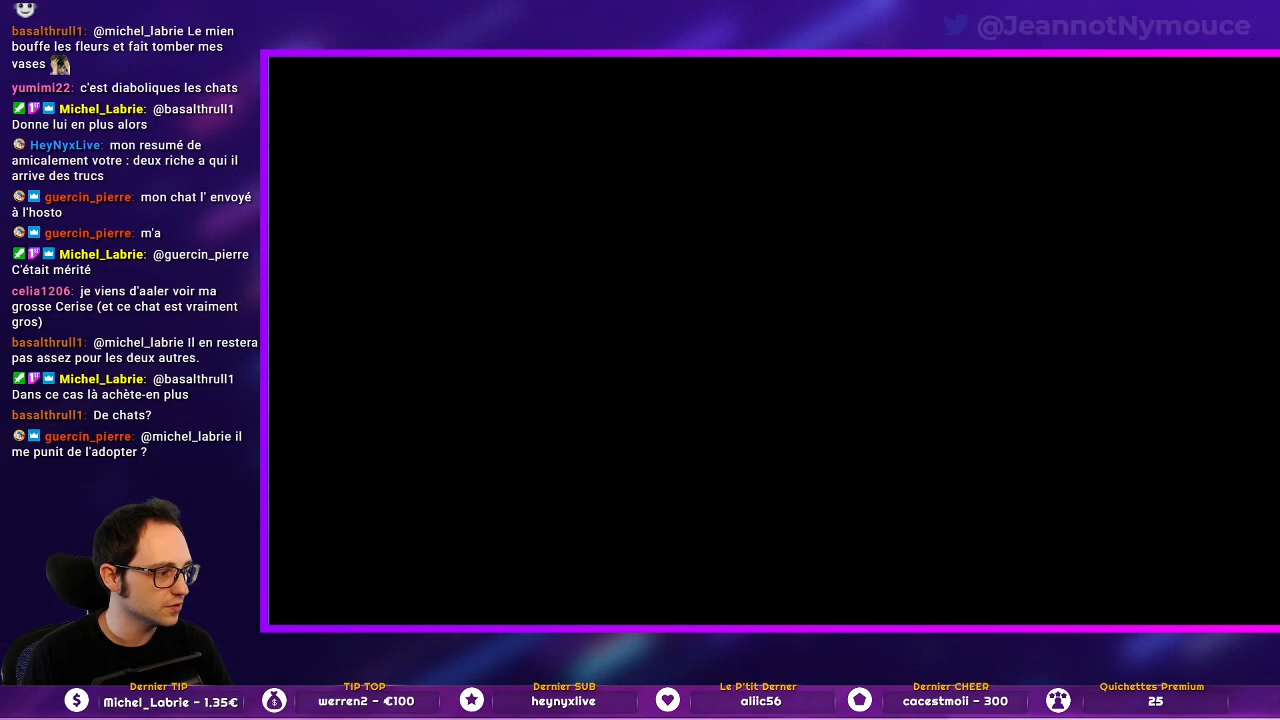 @JeannotNymouce
basalthrull1: @michel_labrie Le mien
bouffe les fleurs et fait tomber mes
vases
yumimi22: c'est diaboliques les chats
Michel_Labrie: @basalthrull1
Donne lui en plus alors
HeyNyxLive: mon resumé de
amicalement votre : deux riche a qui il
arrive des trucs
guercin_pierre: mon chat l' envoyé
à l'hosto
guercin_pierre: m'a
Michel_Labrie: @guercin_pierre
C'était mérité
celia1206: je viens d'aaler voir ma
grosse Cerise (et ce chat est vraiment
gros)
basalthrull1: @michel_labrie Il en restera
pas assez pour les deux autres.
Michel_Labrie: @basalthrull1
Dans ce cas là achète-en plus
basalthrull1: De chats?
guercin_pierre: @michel_labrie il
me punit de l'adopter ?
Dernier TIP
Michel_Labrie - 1.35€
TIP TOP
werren2 - €100
Dernier SUB
heynyxlive
Le P'tit Derner
aliic56
Dernier CHEER
cacestmoii - 300
Quichettes Premium
25